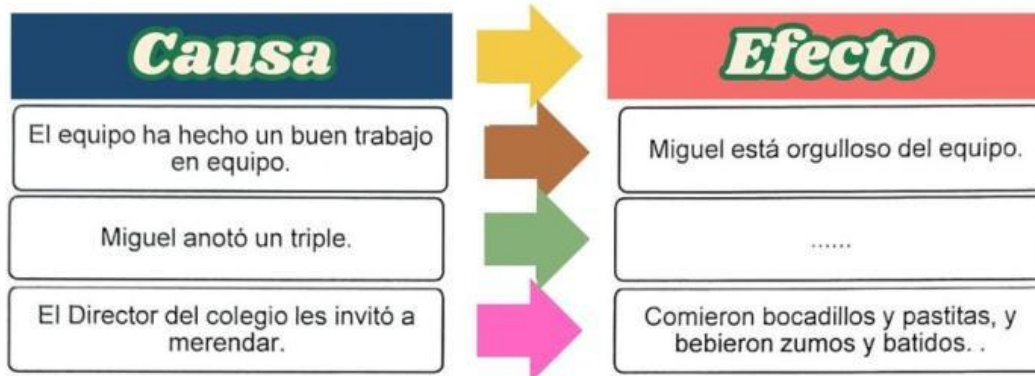 Causa
Efecto
El equipo ha hecho un buen trabajo
en equipo.
Miguel está orgulloso del equipo.
Miguel anotó un triple.
......
El Director del colegio les invitó a
merendar.
Comieron bocadillos y pastitas, y
bebieron zumos y batidos. .